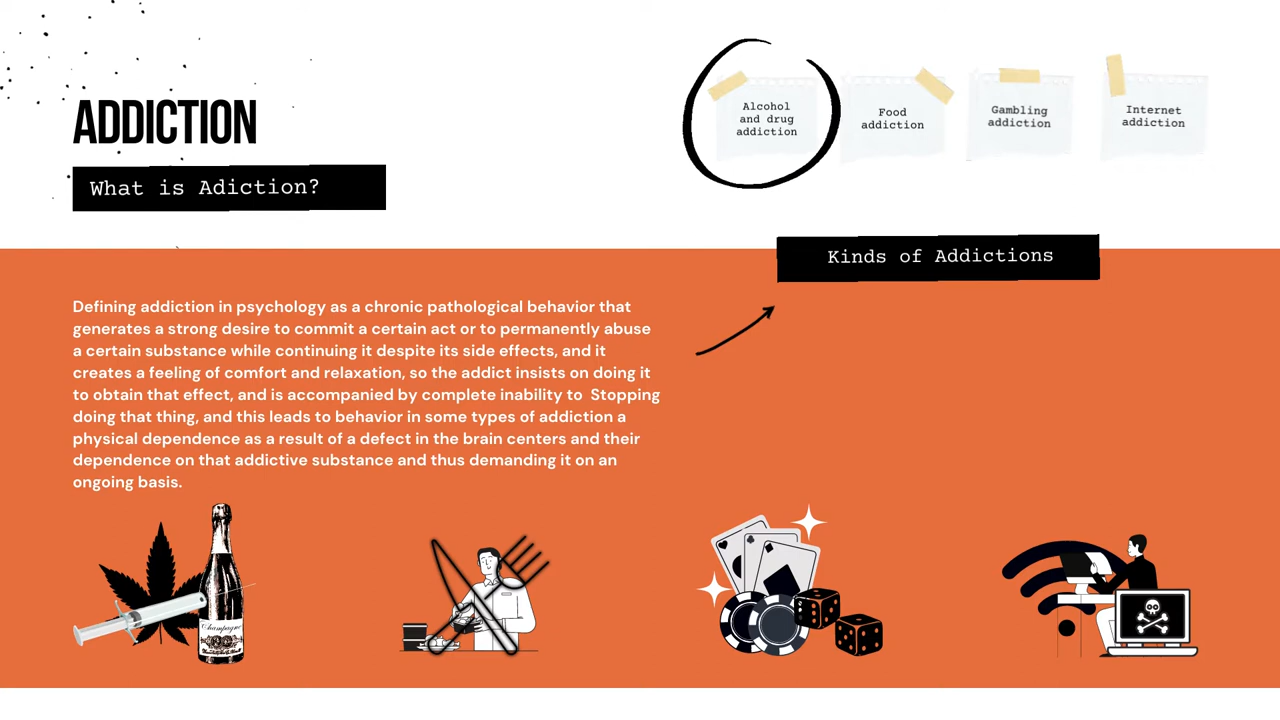 ADDICTION
What is Adiction?
Alcohol
and drug
addiction
Food
addiction
Gambling
addiction
Internet
addiction
Kinds of Addictions
Defining addiction in psychology as a chronic pathological behavior that
generates a strong desire to commit a certain act or to permanently abuse
a certain substance while continuing it despite its side effects, and it
creates a feeling of comfort and relaxation, so the addict insists on doing it
to obtain that effect, and is accompanied by complete inability to  Stopping
doing that thing, and this leads to behavior in some types of addiction a
physical dependence as a result of a defect in the brain centers and their
dependence on that addictive substance and thus demanding it on an
ongoing basis.
Champagne